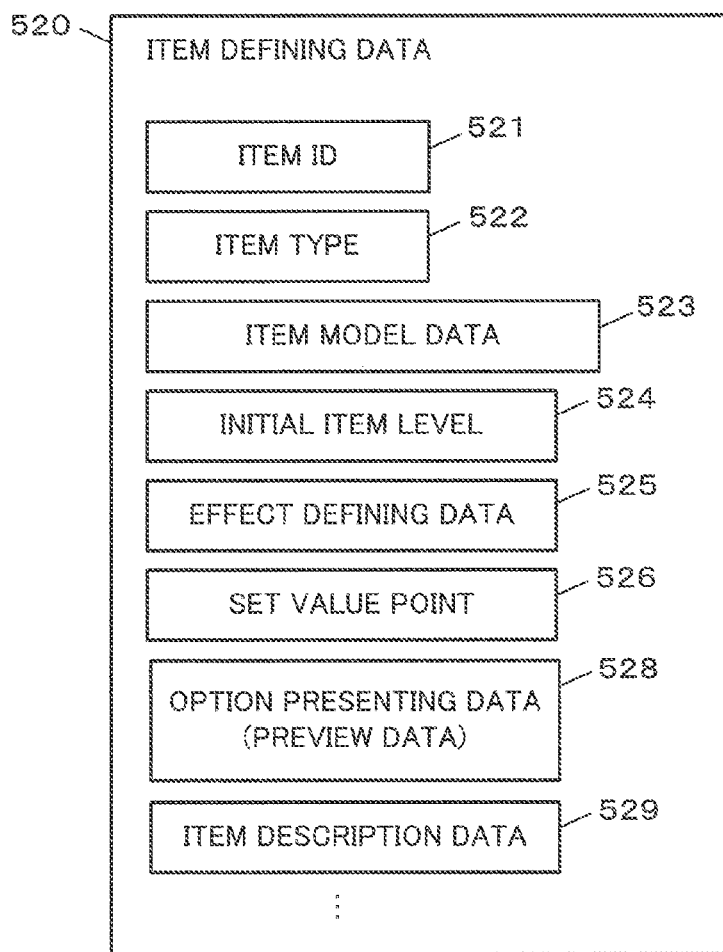 520
ITEM DEFINING DATA
521
ITEM ID
522
ITEM TYPE
523
ITEM MODEL DATA
524
INITIAL ITEM LEVEL
525
EFFECT DEFINING DATA
526
SET VALUE POINT
528
OPTION PRESENTING DATA
(PREVIEW DATA)
529
ITEM DESCRIPTION DATA